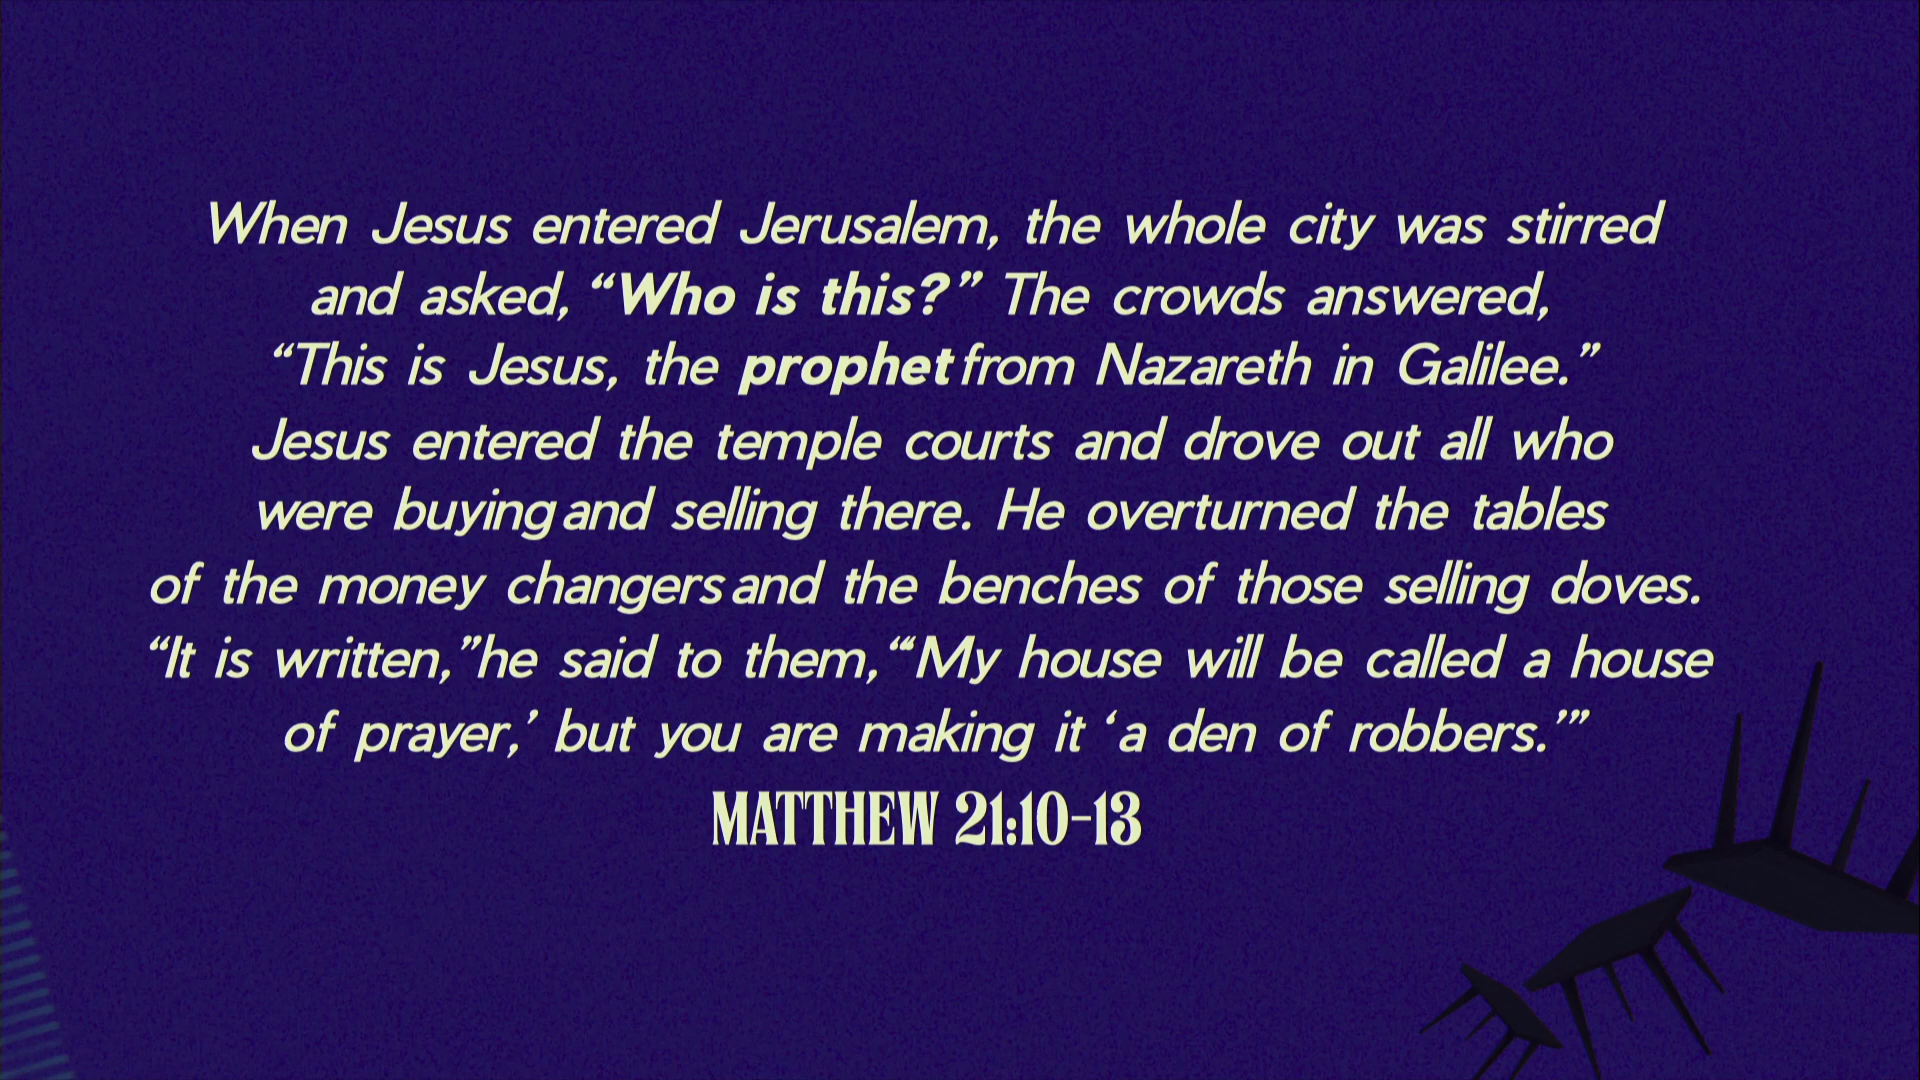 When Jesus entered Jerusalem, the whole city was stirred
and asked, “Who is this?” The crowds answered,
“This is Jesus, the prophet from Nazareth in Galilee.”
Jesus entered the temple courts and drove out all who
were buying and selling there. He overturned the tables
of the money changers and the benches of those selling doves.
“It is written,” he said to them, “‘My house will be called a house
of prayer,’ but you are making it ‘a den of robbers.’”
MATTHEW 21:10-13